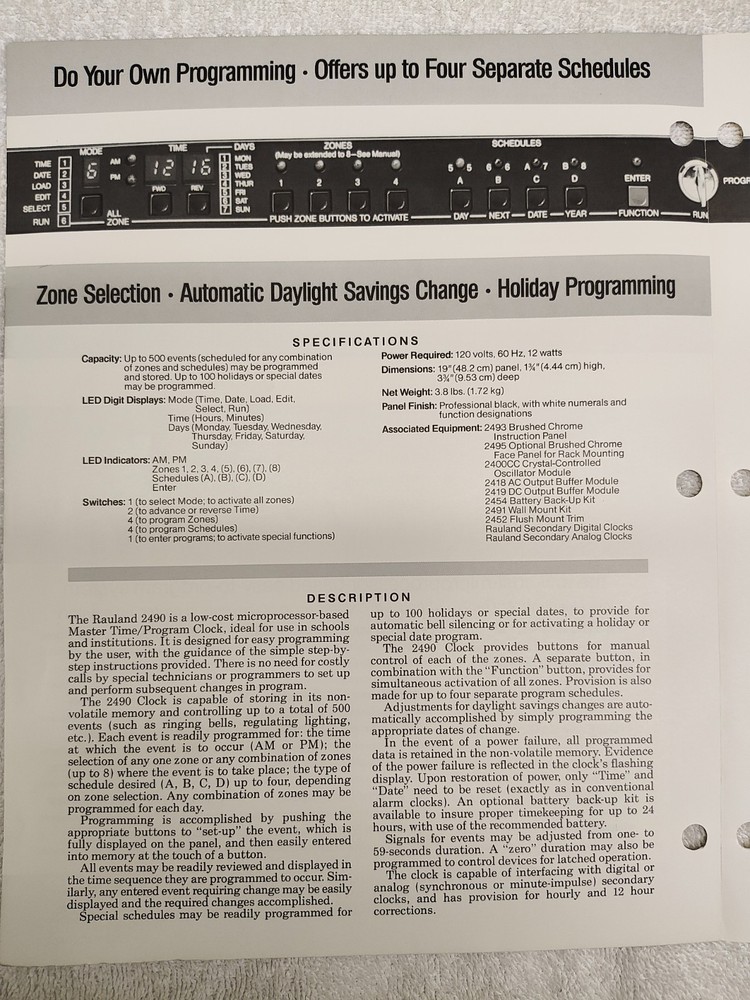 Do Your Own Programming · Offers up to Four Separate Schedules
MODE
TIME 1
DATE 2
LOAD 3
EDIT 4
SELECT 5
RUN 6
6
AM
PM
ALL
ZONE
TIME
12 16
FWD REV
DAYS
1 MON
2 TUES
3 WED
4 THUR
5 FRI
6 SAT
7 SUN
ZONES
(May be extended to 8—See Manual)
1 2 3 4
PUSH ZONE BUTTONS TO ACTIVATE
SCHEDULES
5 5 6 6 A 7 B 8
A B C D
DAY NEXT DATE YEAR
ENTER
FUNCTION
RUN
PROGR
Zone Selection · Automatic Daylight Savings Change · Holiday Programming
SPECIFICATIONS
Capacity: Up to 500 events (scheduled for any combination
of zones and schedules) may be programmed
and stored. Up to 100 holidays or special dates
may be programmed.
LED Digit Displays: Mode (Time, Date, Load, Edit,
Select, Run)
Time (Hours, Minutes)
Days (Monday, Tuesday, Wednesday,
Thursday, Friday, Saturday,
Sunday)
LED Indicators: AM, PM
Zones 1, 2, 3, 4, (5), (6), (7), (8)
Schedules (A), (B), (C), (D)
Enter
Switches: 1 (to select Mode; to activate all zones)
2 (to advance or reverse Time)
4 (to program Zones)
4 (to program Schedules)
1 (to enter programs; to activate special functions)
Power Required: 120 volts, 60 Hz, 12 watts
Dimensions: 19" (48.2 cm) panel, 1¾" (4.44 cm) high,
3¾" (9.53 cm) deep
Net Weight: 3.8 lbs. (1.72 kg)
Panel Finish: Professional black, with white numerals and
function designations
Associated Equipment: 2493 Brushed Chrome
Instruction Panel
2495 Optional Brushed Chrome
Face Panel for Rack Mounting
2400CC Crystal-Controlled
Oscillator Module
2418 AC Output Buffer Module
2419 DC Output Buffer Module
2454 Battery Back-Up Kit
2491 Wall Mount Kit
2452 Flush Mount Trim
Rauland Secondary Digital Clocks
Rauland Secondary Analog Clocks
DESCRIPTION
The Rauland 2490 is a low-cost microprocessor-based
Master Time/Program Clock, ideal for use in schools
and institutions. It is designed for easy programming
by the user, with the guidance of the simple step-by-
step instructions provided. There is no need for costly
calls by special technicians or programmers to set up
and perform subsequent changes in program.
The 2490 Clock is capable of storing in its non-
volatile memory and controlling up to a total of 500
events (such as ringing bells, regulating lighting,
etc.). Each event is readily programmed for: the time
at which the event is to occur (AM or PM); the
selection of any one zone or any combination of zones
(up to 8) where the event is to take place; the type of
schedule desired (A, B, C, D) up to four, depending
on zone selection. Any combination of zones may be
programmed for each day.
Programming is accomplished by pushing the
appropriate buttons to "set-up" the event, which is
fully displayed on the panel, and then easily entered
into memory at the touch of a button.
All events may be readily reviewed and displayed in
the time sequence they are programmed to occur. Sim-
ilarly, any entered event requiring change may be easily
displayed and the required changes accomplished.
Special schedules may be readily programmed for
up to 100 holidays or special dates, to provide for
automatic bell silencing or for activating a holiday or
special date program.
The 2490 Clock provides buttons for manual
control of each of the zones. A separate button, in
combination with the "Function" button, provides for
simultaneous activation of all zones. Provision is also
made for up to four separate program schedules.
Adjustments for daylight savings changes are auto-
matically accomplished by simply programming the
appropriate dates of change.
In the event of a power failure, all programmed
data is retained in the non-volatile memory. Evidence
of the power failure is reflected in the clock's flashing
display. Upon restoration of power, only "Time" and
"Date" need to be reset (exactly as in conventional
alarm clocks). An optional battery back-up kit is
available to insure proper timekeeping for up to 24
hours, with use of the recommended battery.
Signals for events may be adjusted from one- to
59-seconds duration. A "zero" duration may also be
programmed to control devices for latched operation.
The clock is capable of interfacing with digital or
analog (synchronous or minute-impulse) secondary
clocks, and has provision for hourly and 12 hour
corrections.